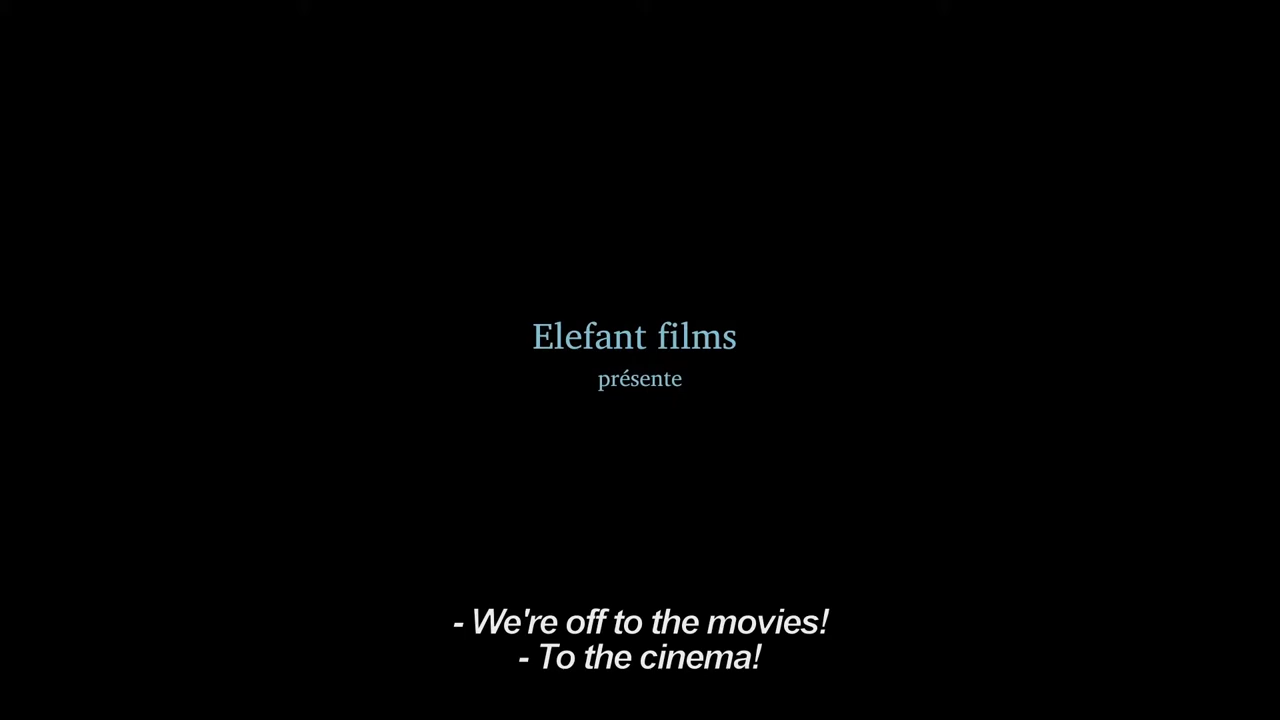 Elefant films
présente
- We're off to the movies!
- To the cinema!